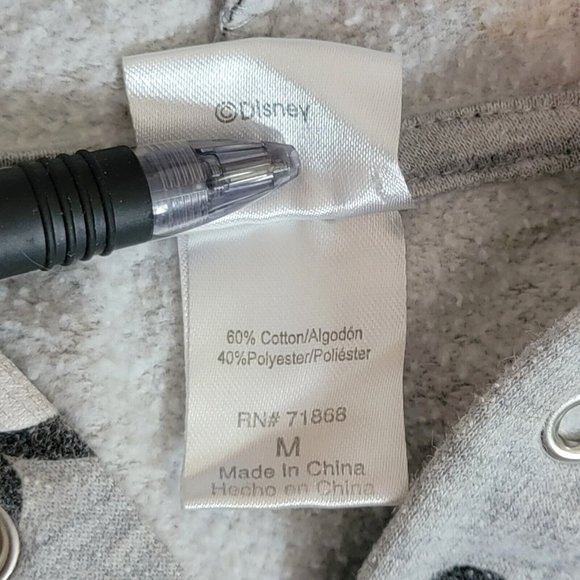 ©Disney
60% Cotton/Algodón
40%Polyester/Poliéster
RN# 71868
M
Made in China
Hecho en China